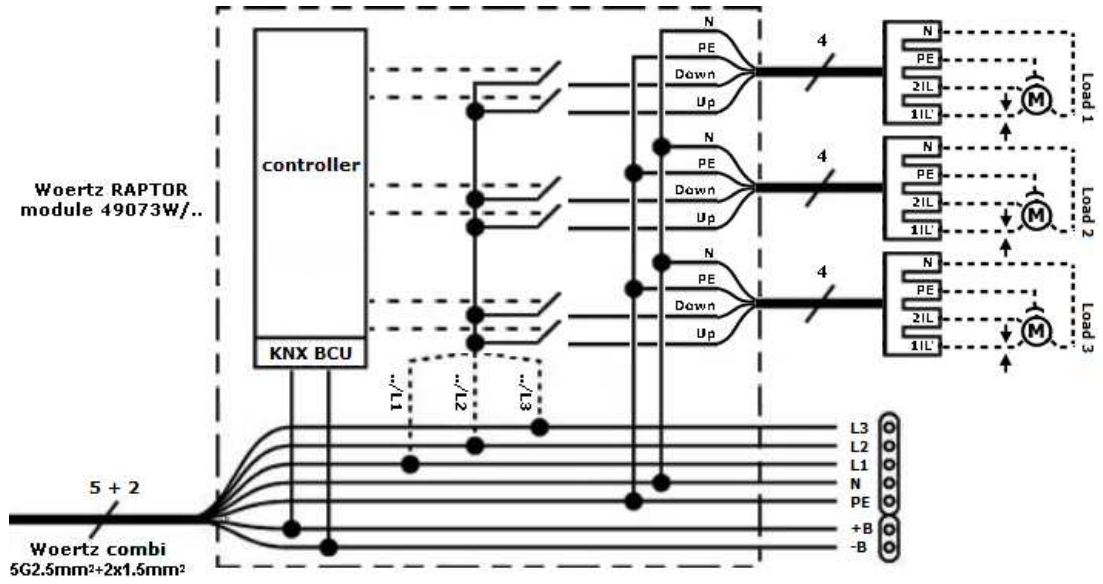 controller
KNX BCU
Woertz RAPTOR
module 49073W/..
N
PE
Down
Up
4
N
PE
2IL
1IL'
M
Load 1
N
PE
Down
Up
4
N
PE
2IL
1IL'
M
Load 2
N
PE
Down
Up
4
N
PE
2IL
1IL'
M
Load 3
../L1
../L2
../L3
L3
L2
L1
N
PE
+B
-B
5 + 2
Woertz combi
5G2.5mm²+2x1.5mm²